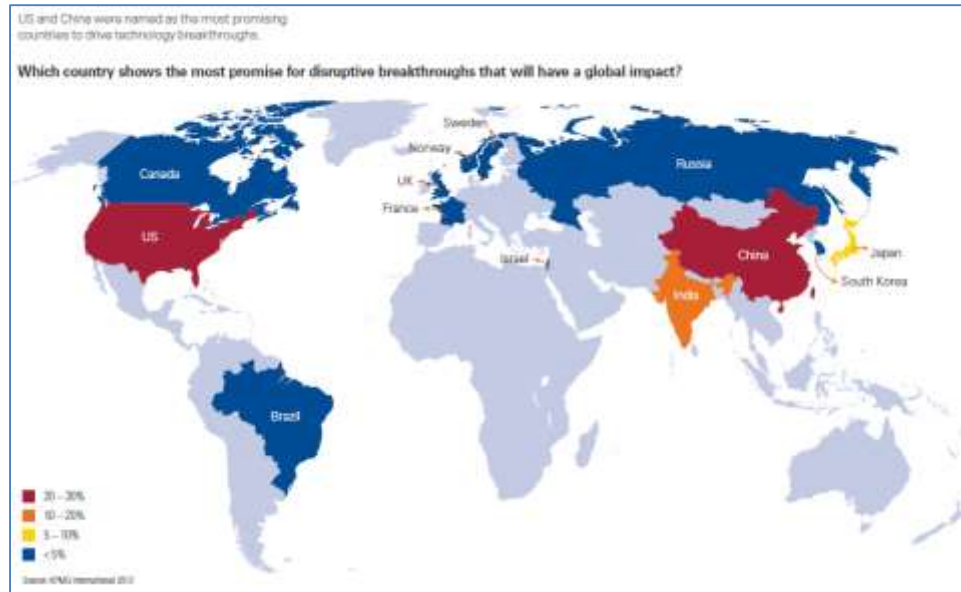 US and China were named as the most promising
countries to drive technology breakthroughs.
Which country shows the most promise for disruptive breakthroughs that will have a global impact?
Sweden
Norway
Canada
Russia
UK
France
US
Israel
China
Japan
South Korea
India
Brazil
20 – 30%
10 – 20%
5 – 10%
<5%
Source: KPMG International